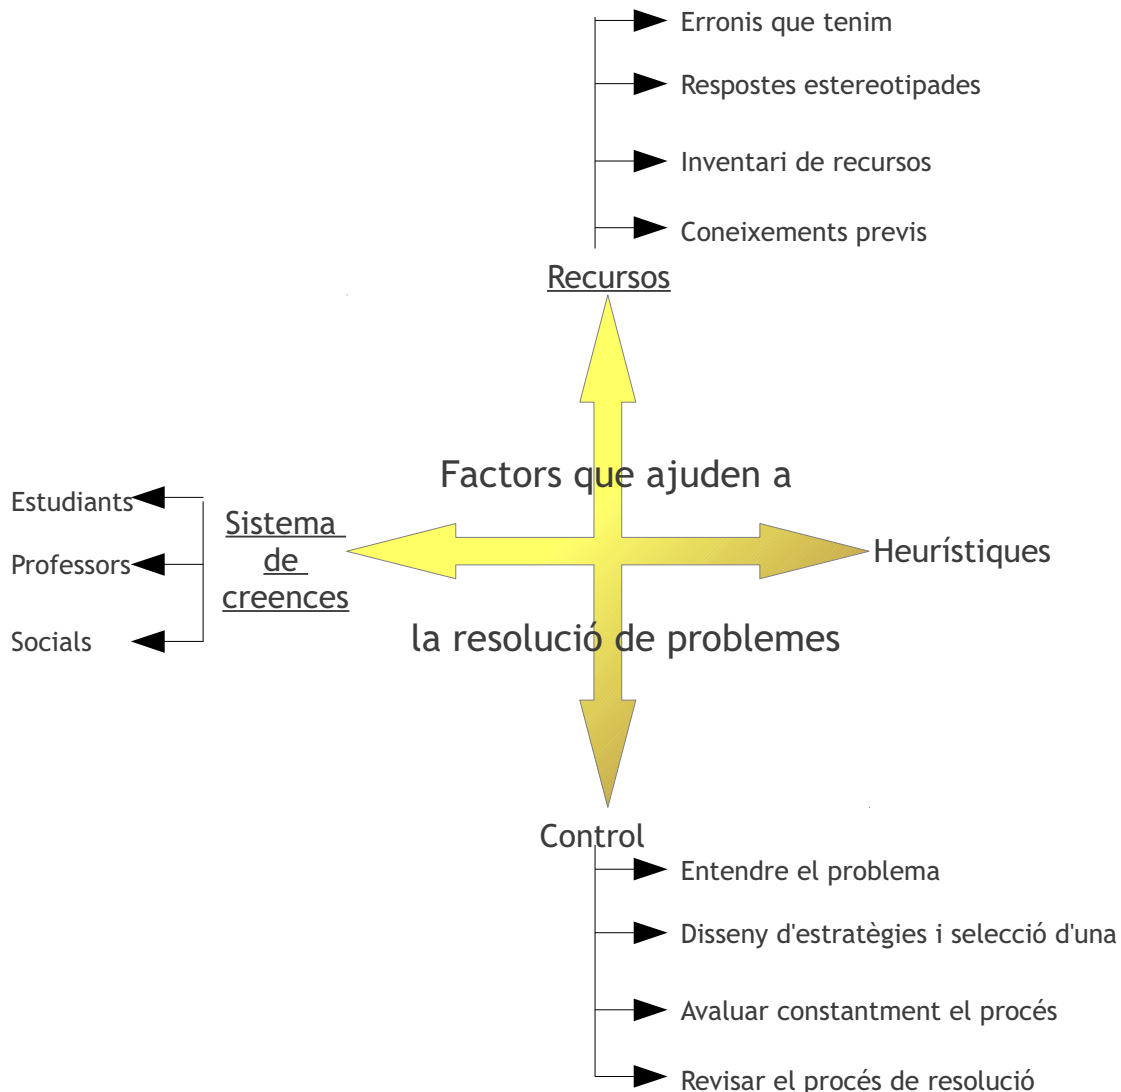 Erronis que tenim
Respostes estereotipades
Inventari de recursos
Coneixements previs
Recursos
Factors que ajuden a
la resolució de problemes
Estudiants
Professors
Socials
Sistema
de
creences
Heurístiques
Control
Entendre el problema
Disseny d'estratègies i selecció d'una
Avaluar constantment el procés
Revisar el procés de resolució